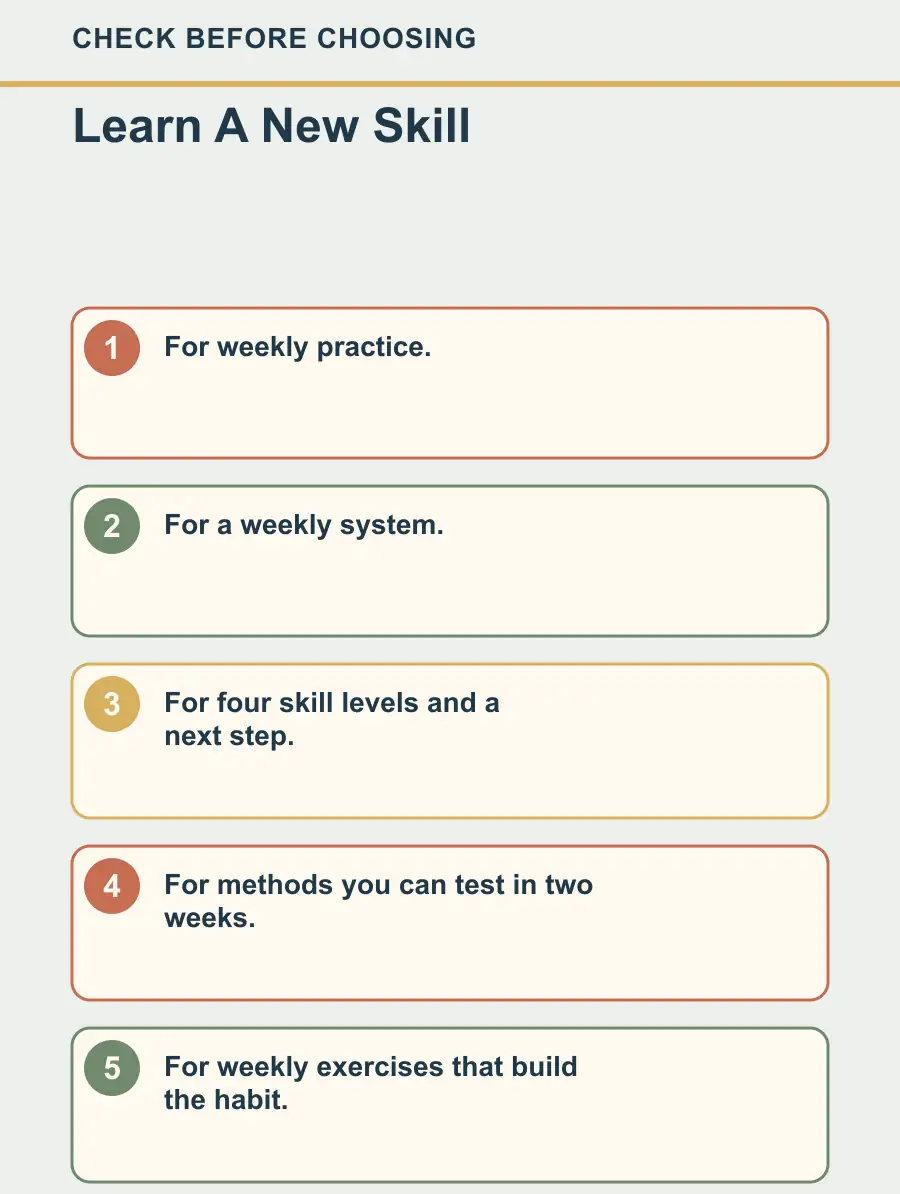 CHECK BEFORE CHOOSING
Learn A New Skill
1
For weekly practice.
2
For a weekly system.
3
For four skill levels and a
next step.
4
For methods you can test in two
weeks.
5
For weekly exercises that build
the habit.